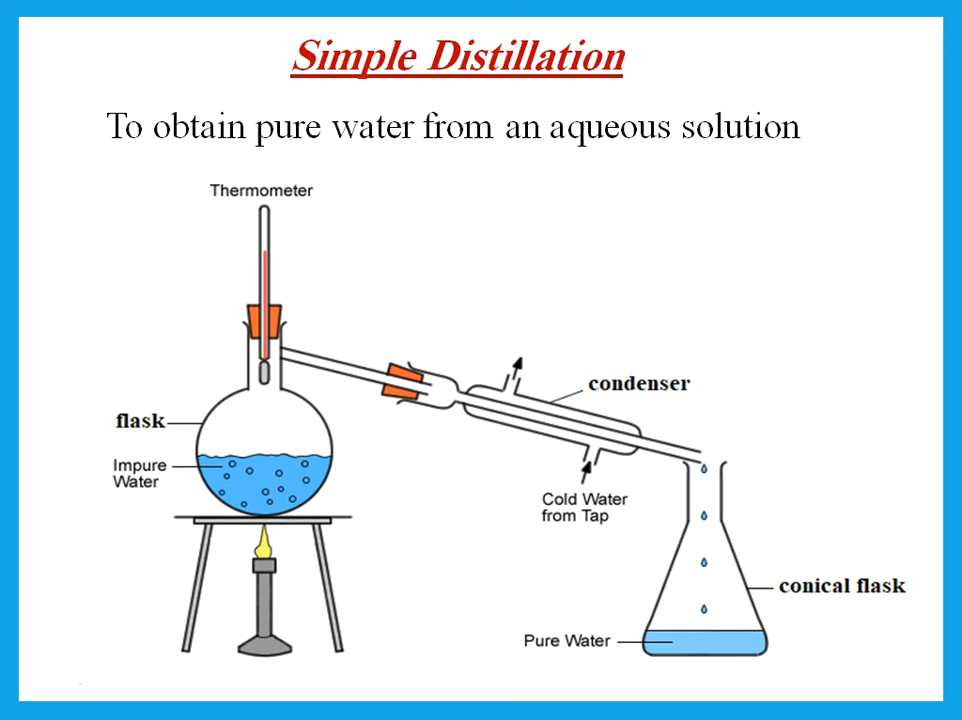 Simple Distillation
To obtain pure water from an aqueous solution
Thermometer
condenser
flask
Impure
Water
Cold Water
from Tap
conical flask
Pure Water